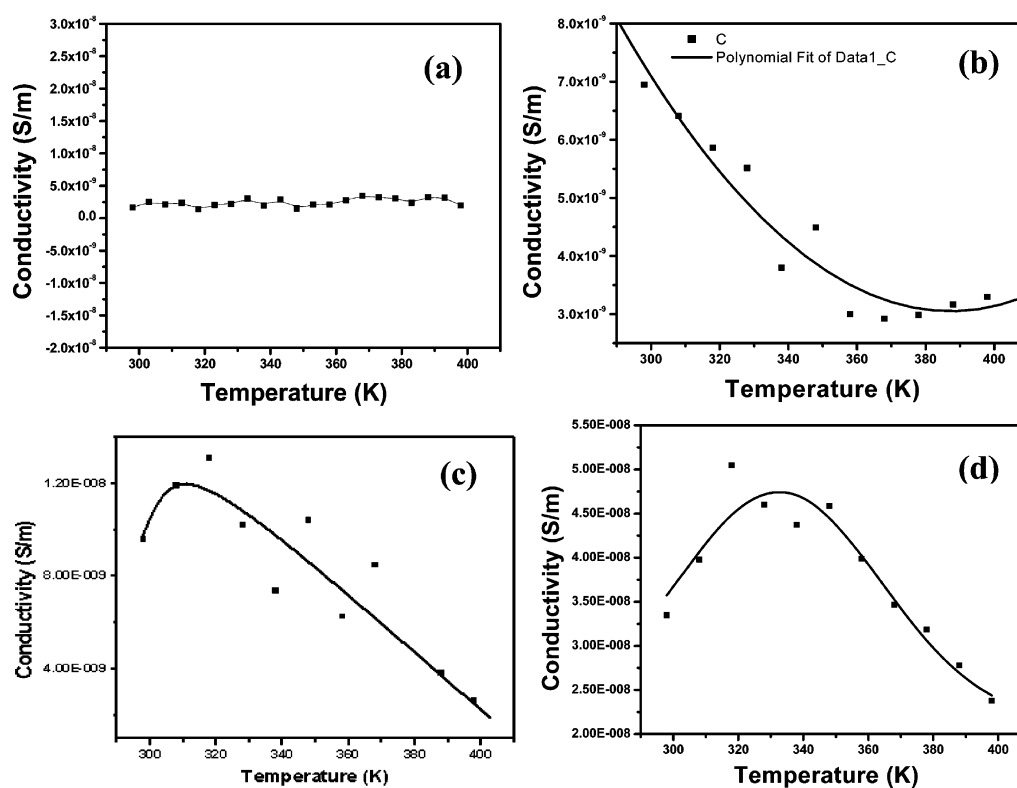 3.0x10⁻⁸
2.5x10⁻⁸
2.0x10⁻⁸
1.5x10⁻⁸
1.0x10⁻⁸
5.0x10⁻⁹
0.0
-5.0x10⁻⁹
-1.0x10⁻⁸
-1.5x10⁻⁸
-2.0x10⁻⁸
Conductivity (S/m)
(a)
300 320 340 360 380 400
Temperature (K)
8.0x10⁻⁹
7.0x10⁻⁹
6.0x10⁻⁹
5.0x10⁻⁹
4.0x10⁻⁹
3.0x10⁻⁹
Conductivity (S/m)
C
Polynomial Fit of Data1_C
(b)
300 320 340 360 380 400
Temperature (K)
1.20E-008
8.00E-009
4.00E-009
Conductivity (S/m)
(c)
300 320 340 360 380 400
Temperature (K)
5.50E-008
5.00E-008
4.50E-008
4.00E-008
3.50E-008
3.00E-008
2.50E-008
2.00E-008
Conductivity (S/m)
(d)
300 320 340 360 380 400
Temperature (K)